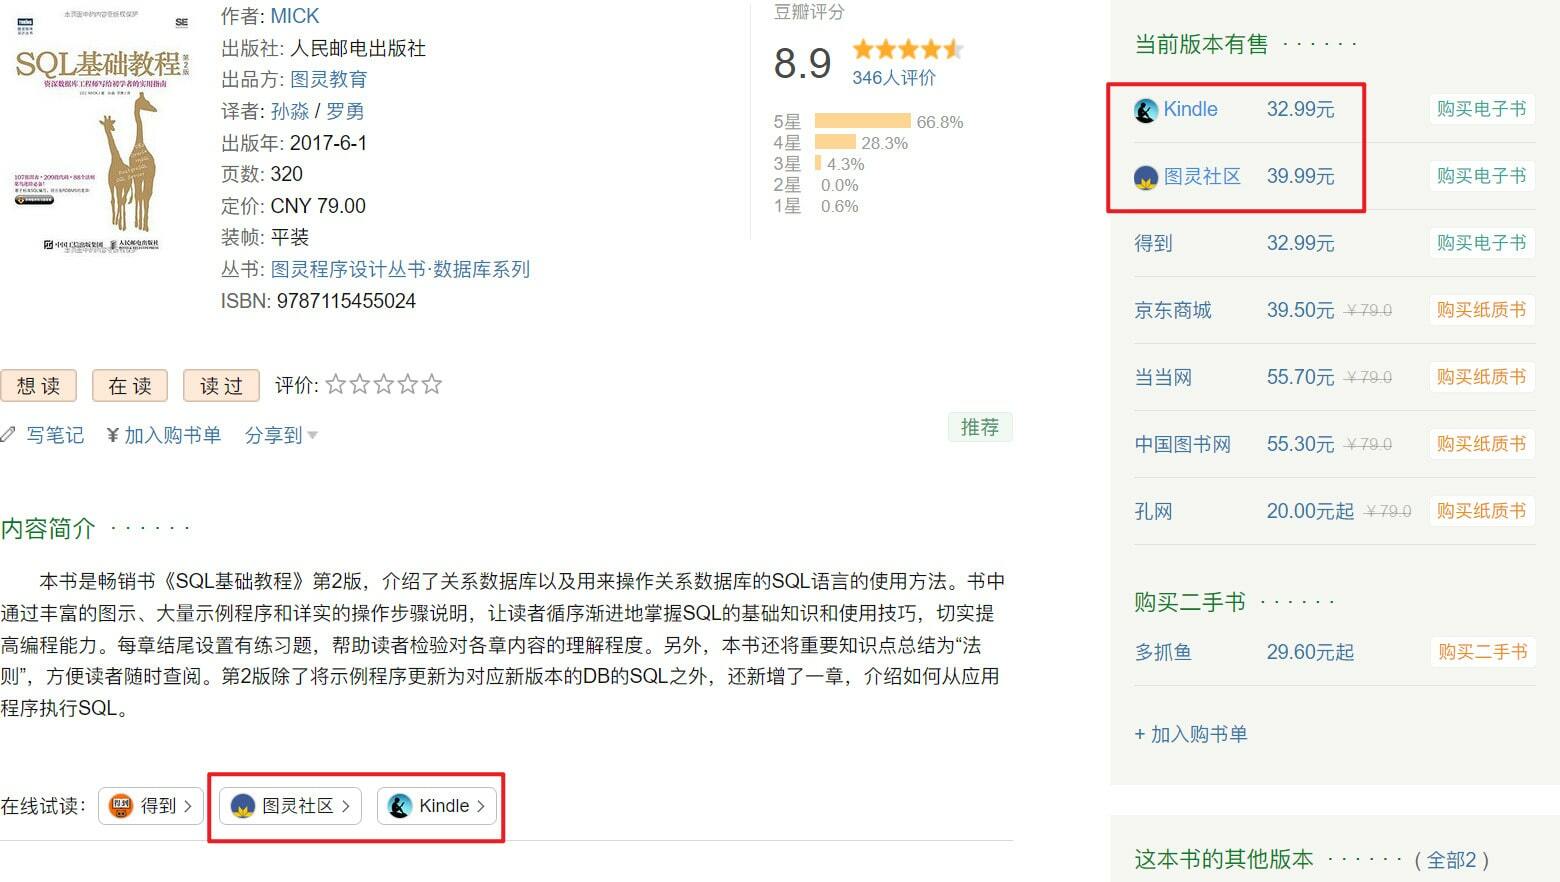 本页图中内容受版权保护
SE
SQL基础教程
第2版
资深数据库工程师写给初学者的实用指南
作者: MICK
出版社: 人民邮电出版社
出品方: 图灵教育
译者: 孙淼 / 罗勇
出版年: 2017-6-1
页数: 320
定价: CNY 79.00
装帧: 平装
丛书: 图灵程序设计丛书·数据库系列
ISBN: 9787115455024
豆瓣评分
8.9
346人评价
5星 66.8%
4星 28.3%
3星 4.3%
2星 0.0%
1星 0.6%
想读 在读 读过 评价:
写笔记 ¥加入购书单 分享到
推荐
内容简介 · · · · · ·
本书是畅销书《SQL基础教程》第2版，介绍了关系数据库以及用来操作关系数据库的SQL语言的使用方法。书中
通过丰富的图示、大量示例程序和详实的操作步骤说明，让读者循序渐进地掌握SQL的基础知识和使用技巧，切实提
高编程能力。每章结尾设置有练习题，帮助读者检验对各章内容的理解程度。另外，本书还将重要知识点总结为“法
则”，方便读者随时查阅。第2版除了将示例程序更新为对应新版本的DB的SQL之外，还新增了一章，介绍如何从应用
程序执行SQL。
在线试读： 得到 > 图灵社区 > Kindle >
当前版本有售 · · · · · ·
Kindle 32.99元 购买电子书
图灵社区 39.99元 购买电子书
得到 32.99元 购买电子书
京东商城 39.50元 ￥79.0 购买纸质书
当当网 55.70元 ￥79.0 购买纸质书
中国图书网 55.30元 ￥79.0 购买纸质书
孔网 20.00元起 ￥79.0 购买纸质书
购买二手书 · · · · · ·
多抓鱼 29.60元起 购买二手书
+ 加入购书单
这本书的其他版本 · · · · · · ( 全部2 )